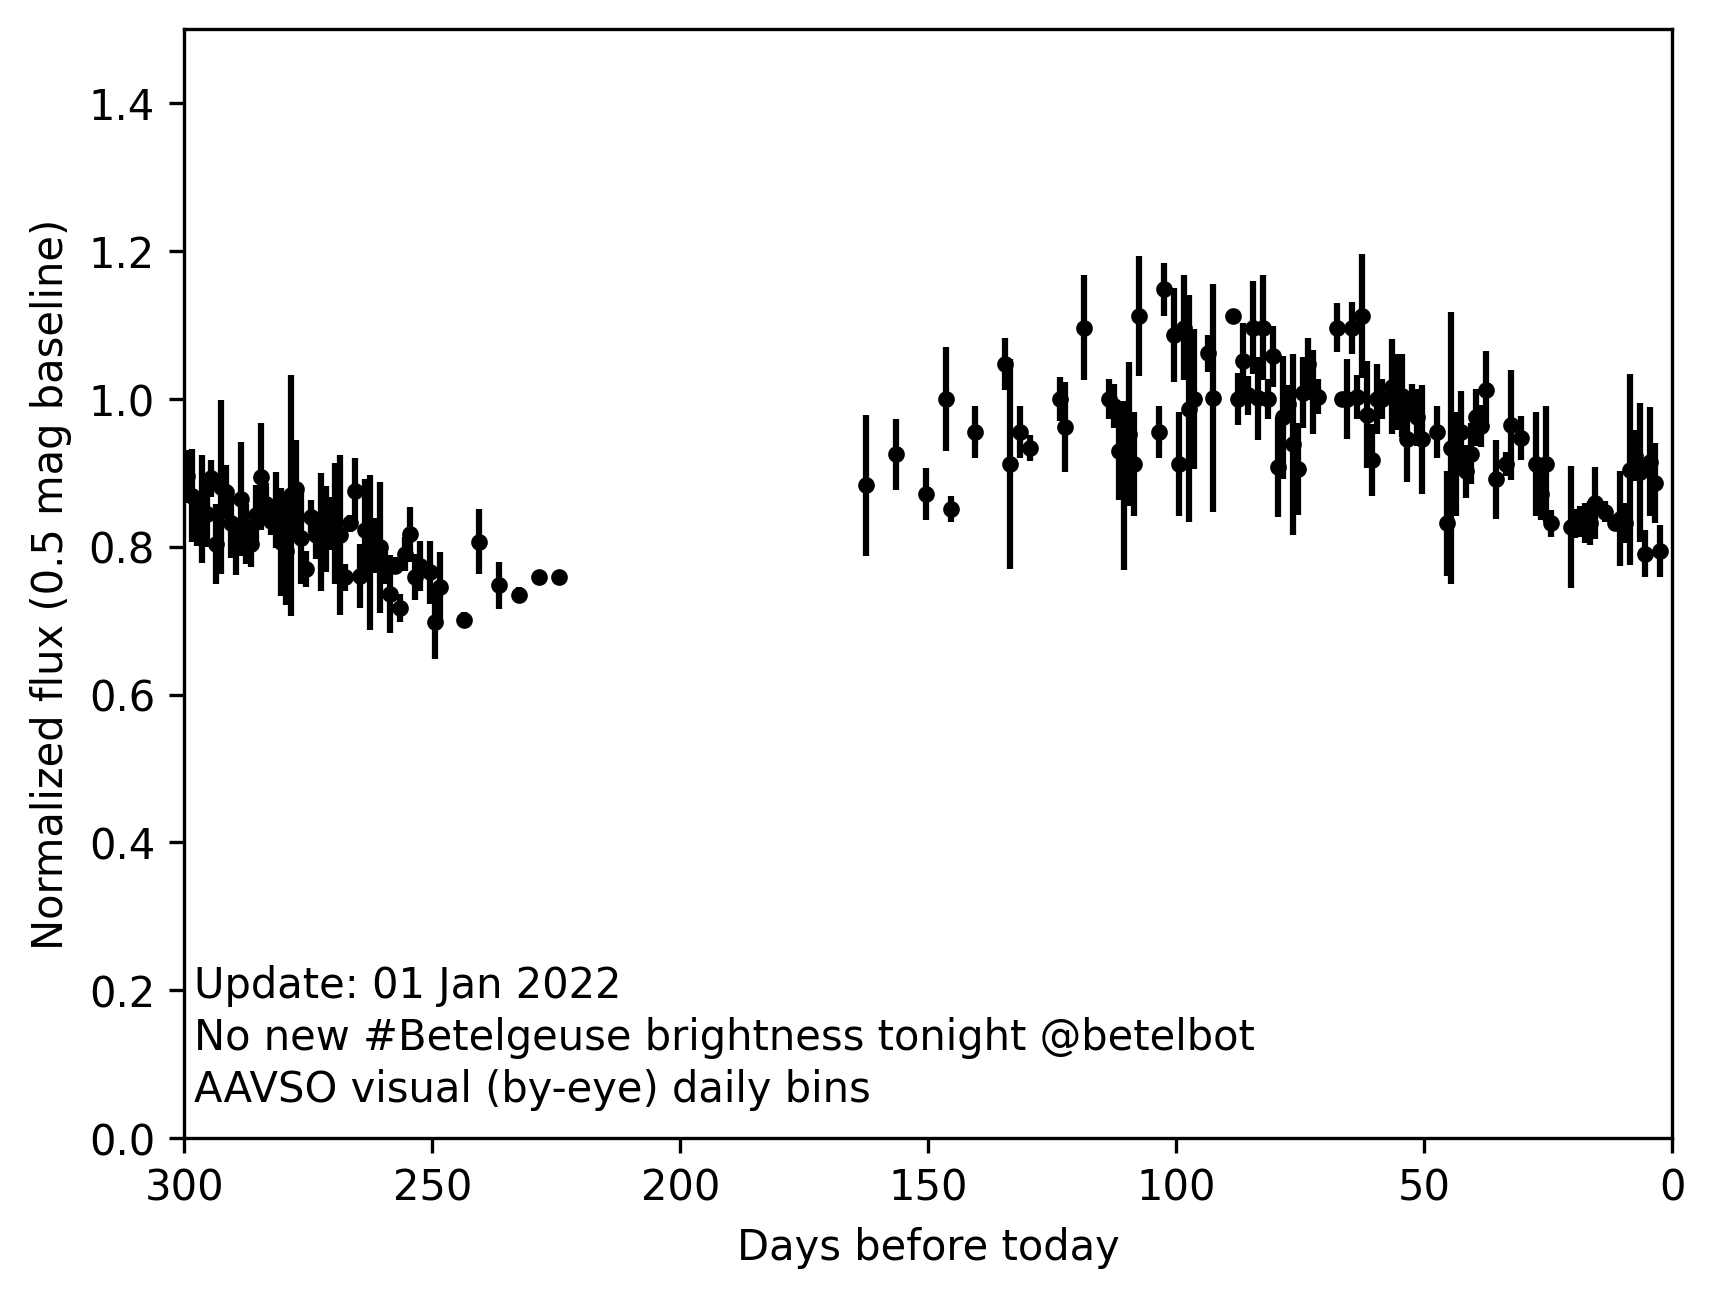 1.4
1.2
1.0
0.8
0.6
0.4
0.2
0.0
Normalized flux (0.5 mag baseline)
Update: 01 Jan 2022
No new #Betelgeuse brightness tonight @betelbot
AAVSO visual (by-eye) daily bins
300 250 200 150 100 50 0
Days before today